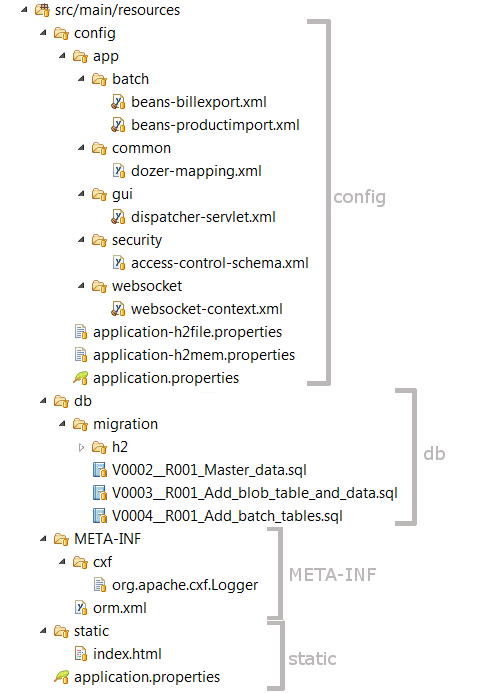 src/main/resources
config
app
batch
beans-billexport.xml
beans-productimport.xml
common
dozer-mapping.xml
gui
dispatcher-servlet.xml
security
access-control-schema.xml
websocket
websocket-context.xml
application-h2file.properties
application-h2mem.properties
application.properties
config
db
migration
h2
V0002__R001_Master_data.sql
V0003__R001_Add_blob_table_and_data.sql
V0004__R001_Add_batch_tables.sql
db
META-INF
cxf
org.apache.cxf.Logger
orm.xml
META-INF
static
index.html
static
application.properties